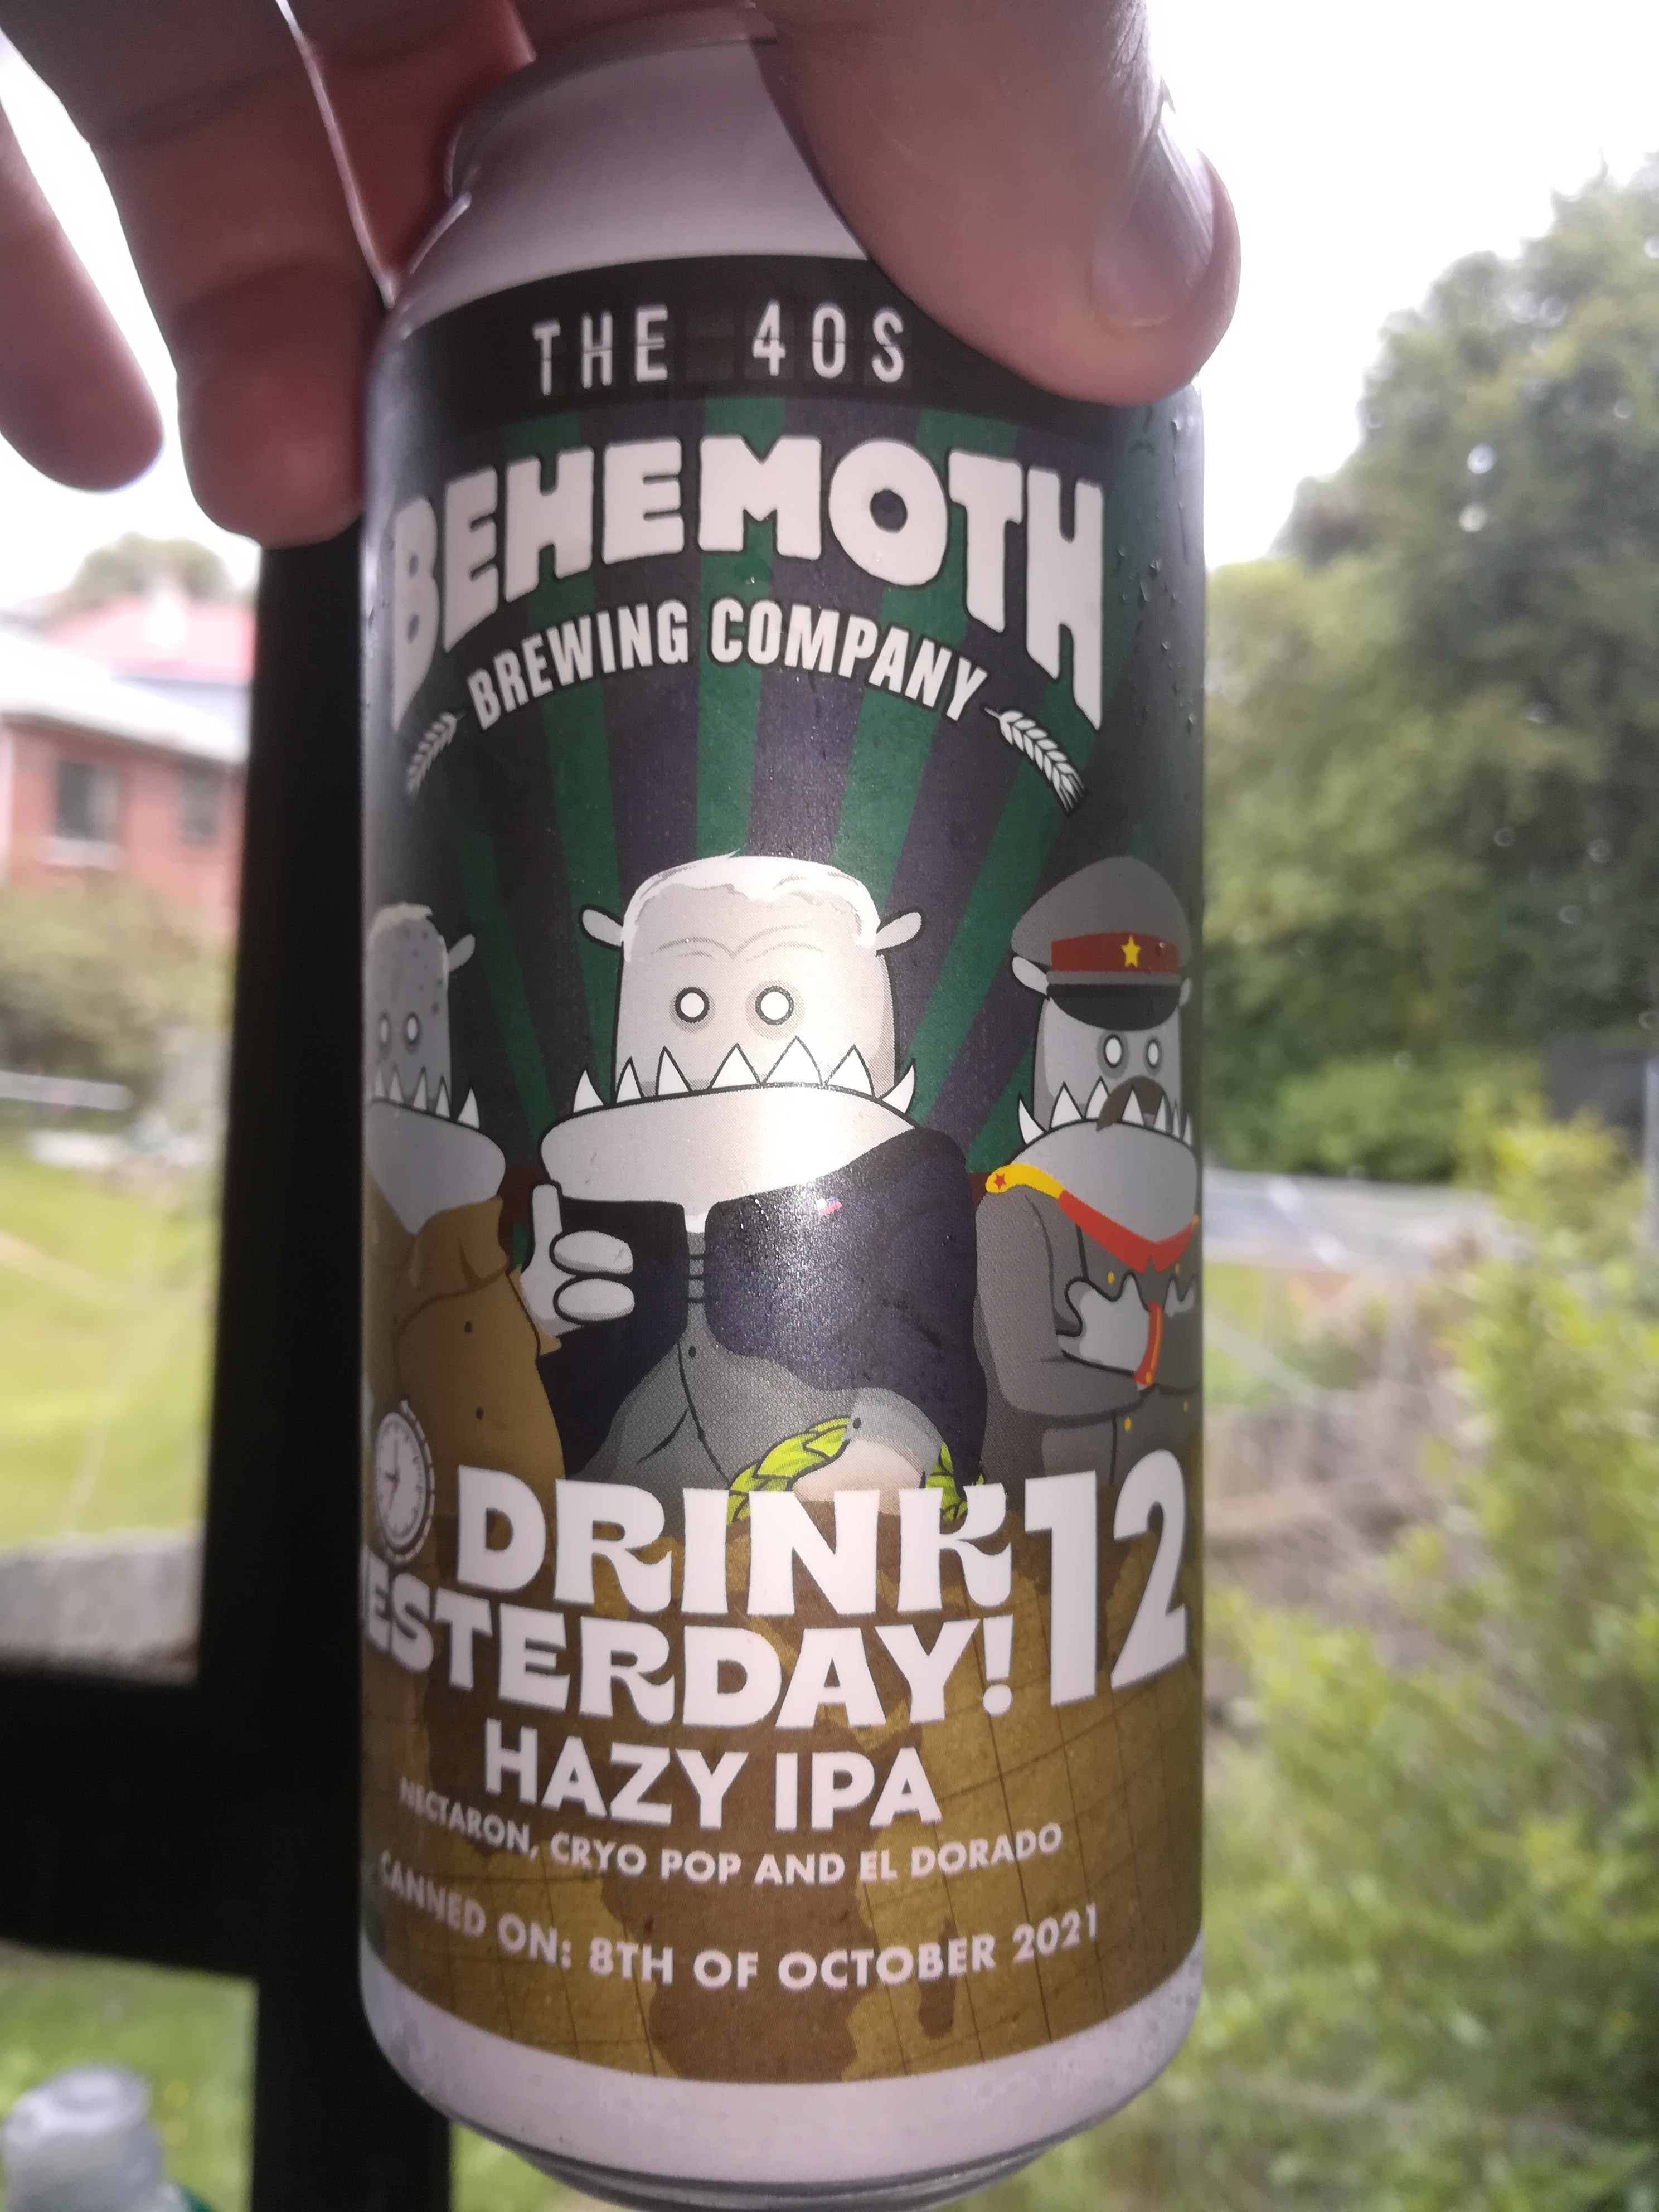 THE 40S
BEHEMOTH
BREWING COMPANY
DRINK 12
YESTERDAY!
HAZY IPA
NECTARON, CRYO POP AND EL DORADO
CANNED ON: 8TH OF OCTOBER 2021